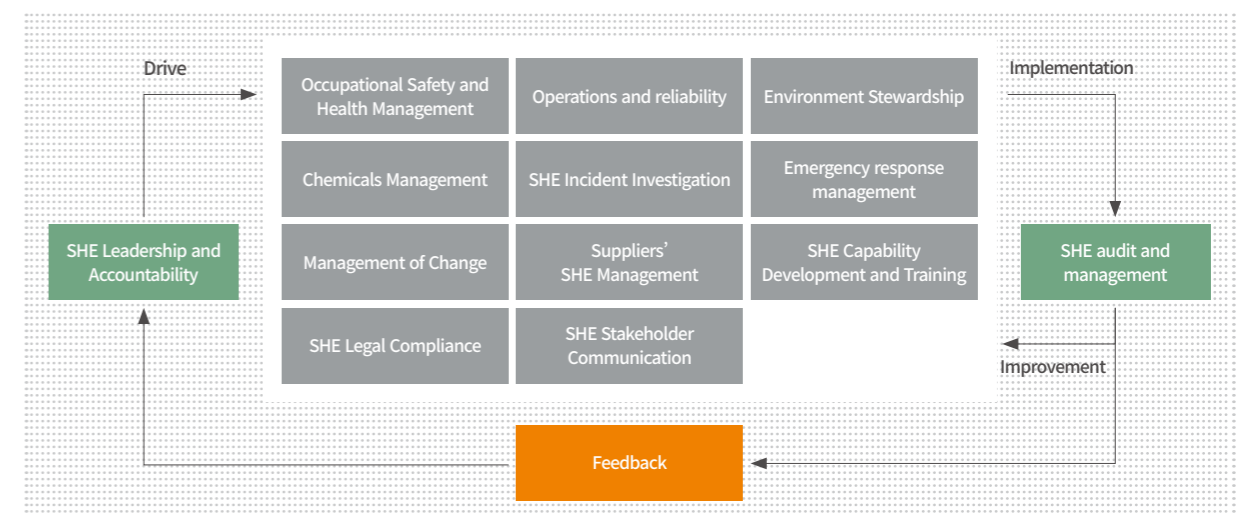 Drive
Implementation
Occupational Safety and
Health Management
Operations and reliability
Environment Stewardship
Chemicals Management
SHE Incident Investigation
Emergency response
management
SHE Leadership and
Accountability
Management of Change
Suppliers’
SHE Management
SHE Capability
Development and Training
SHE audit and
management
SHE Legal Compliance
SHE Stakeholder
Communication
Improvement
Feedback